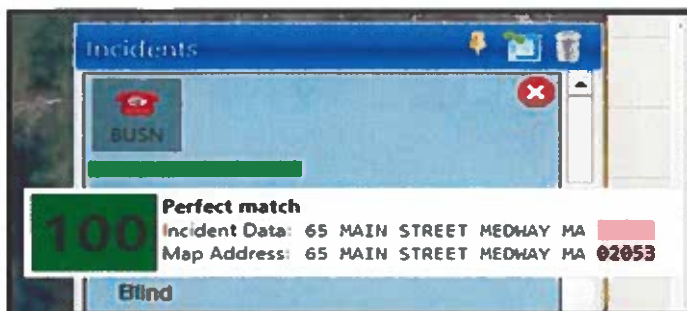 Incidents
BUSN
100
Perfect match
Incident Data: 65 MAIN STREET MEDWAY MA
Map Address: 65 MAIN STREET MEDWAY MA 02053
Blind